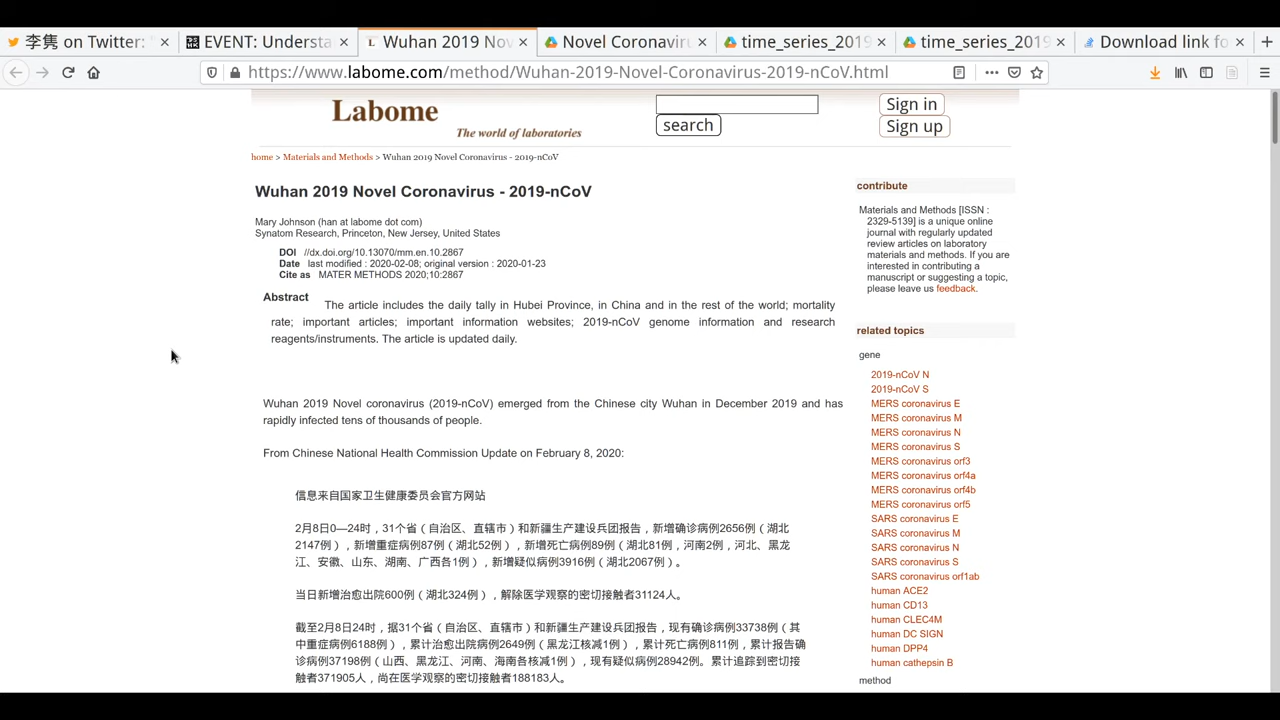 李隽 on Twitter: " ×
EVENT: Understa ×
Wuhan 2019 Nov ×
Novel Coronavir ×
time_series_2019 ×
time_series_2019 ×
Download link fo ×
https://www.labome.com/method/Wuhan-2019-Novel-Coronavirus-2019-nCoV.html
Labome
The world of laboratories
search
Sign in
Sign up
home > Materials and Methods > Wuhan 2019 Novel Coronavirus - 2019-nCoV
Wuhan 2019 Novel Coronavirus - 2019-nCoV
Mary Johnson (han at labome dot com)
Synatom Research, Princeton, New Jersey, United States
DOI //dx.doi.org/10.13070/mm.en.10.2867
Date last modified : 2020-02-08; original version : 2020-01-23
Cite as MATER METHODS 2020;10:2867
Abstract The article includes the daily tally in Hubei Province, in China and in the rest of the world; mortality
rate; important articles; important information websites; 2019-nCoV genome information and research
reagents/instruments. The article is updated daily.
Wuhan 2019 Novel coronavirus (2019-nCoV) emerged from the Chinese city Wuhan in December 2019 and has
rapidly infected tens of thousands of people.
From Chinese National Health Commission Update on February 8, 2020:
信息来自国家卫生健康委员会官方网站
2月8日0—24时，31个省（自治区、直辖市）和新疆生产建设兵团报告，新增确诊病例2656例（湖北
2147例），新增重症病例87例（湖北52例），新增死亡病例89例（湖北81例，河南2例，河北、黑龙
江、安徽、山东、湖南、广西各1例），新增疑似病例3916例（湖北2067例）。
当日新增治愈出院600例（湖北324例），解除医学观察的密切接触者31124人。
截至2月8日24时，据31个省（自治区、直辖市）和新疆生产建设兵团报告，现有确诊病例33738例（其
中重症病例6188例），累计治愈出院病例2649例（黑龙江核减1例），累计死亡病例811例，累计报告确
诊病例37198例（山西、黑龙江、河南、海南各核减1例），现有疑似病例28942例。累计追踪到密切接
触者371905人，尚在医学观察的密切接触者188183人。
contribute
Materials and Methods [ISSN :
2329-5139] is a unique online
journal with regularly updated
review articles on laboratory
materials and methods. If you are
interested in contributing a
manuscript or suggesting a topic,
please leave us feedback.
related topics
gene
2019-nCoV N
2019-nCoV S
MERS coronavirus E
MERS coronavirus M
MERS coronavirus N
MERS coronavirus S
MERS coronavirus orf3
MERS coronavirus orf4a
MERS coronavirus orf4b
MERS coronavirus orf5
SARS coronavirus E
SARS coronavirus M
SARS coronavirus N
SARS coronavirus S
SARS coronavirus orf1ab
human ACE2
human CD13
human CLEC4M
human DC SIGN
human DPP4
human cathepsin B
method